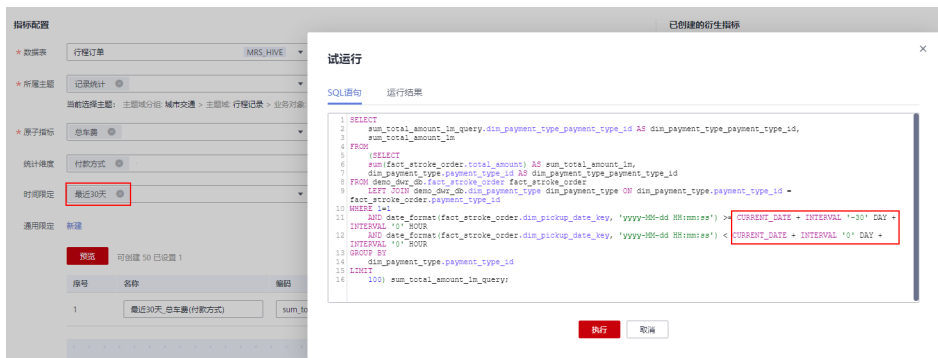 指标配置
已创建的衍生指标
* 数据表 行程订单 MRS_HIVE
* 所属主题 记录统计
当前选择主题: 主题域分组: 城市交通 > 主题域: 行程记录 > 业务对象:
* 原子指标 总车费
统计维度 付款方式
时间限定 最近30天
通用限定 新建
预览 可创建 50 已设置 1
序号 名称 编码
1 最近30天_总车费(付款方式) sum_to
试运行
SQL语句 运行结果
1 SELECT
2 sum_total_amount_1m_query.dim_payment_type_payment_type_id AS dim_payment_type_payment_type_id,
3 sum_total_amount_1m
4 FROM
5 (SELECT
6 sum(fact_stroke_order.total_amount) AS sum_total_amount_1m,
7 dim_payment_type.payment_type_id AS dim_payment_type_payment_type_id
8 FROM demo_dwr_db.fact_stroke_order fact_stroke_order
9 LEFT JOIN demo_dwr_db.dim_payment_type dim_payment_type ON dim_payment_type.payment_type_id =
fact_stroke_order.payment_type_id
10 WHERE 1=1
11 AND date_format(fact_stroke_order.dim_pickup_date_key, 'yyyy-MM-dd HH:mm:ss') >= CURRENT_DATE + INTERVAL '-30' DAY +
INTERVAL '0' HOUR
12 AND date_format(fact_stroke_order.dim_pickup_date_key, 'yyyy-MM-dd HH:mm:ss') < CURRENT_DATE + INTERVAL '0' DAY +
INTERVAL '0' HOUR
13 GROUP BY
14 dim_payment_type.payment_type_id
15 LIMIT
16 100) sum_total_amount_1m_query;
执行 取消